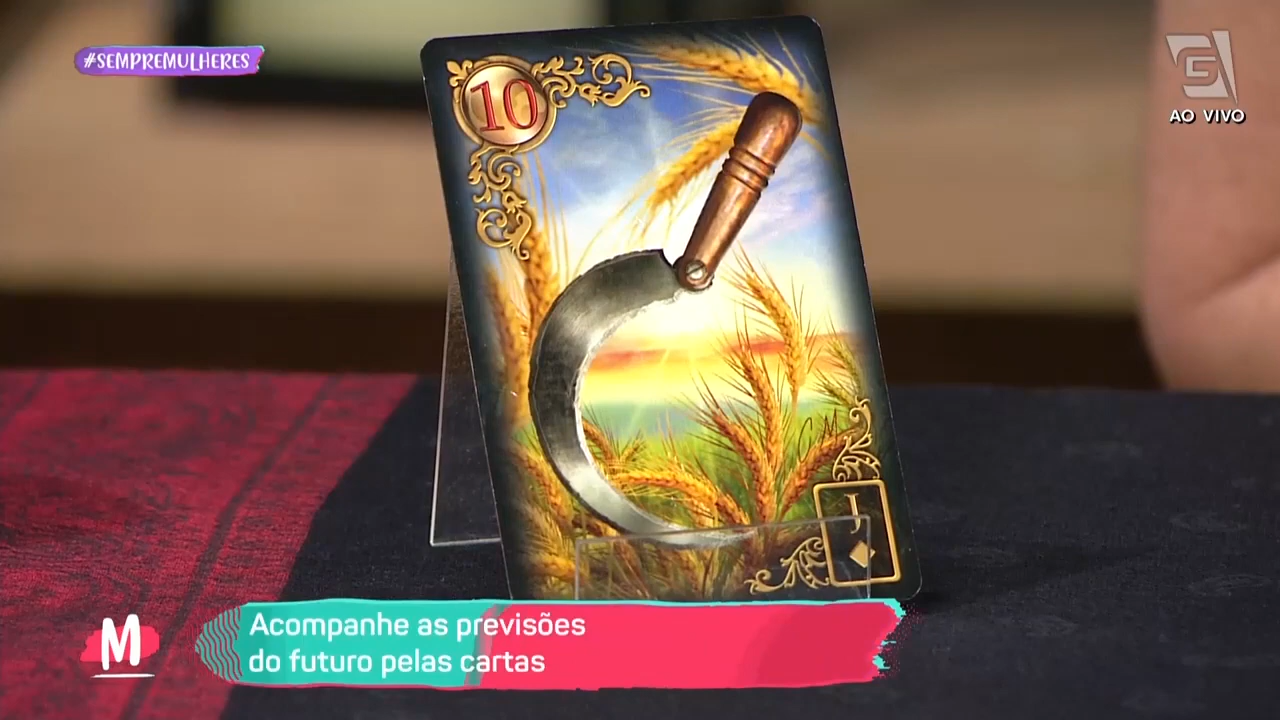 #SEMPREMULHERES
G
AO VIVO
10
J
M
Acompanhe as previsões
do futuro pelas cartas